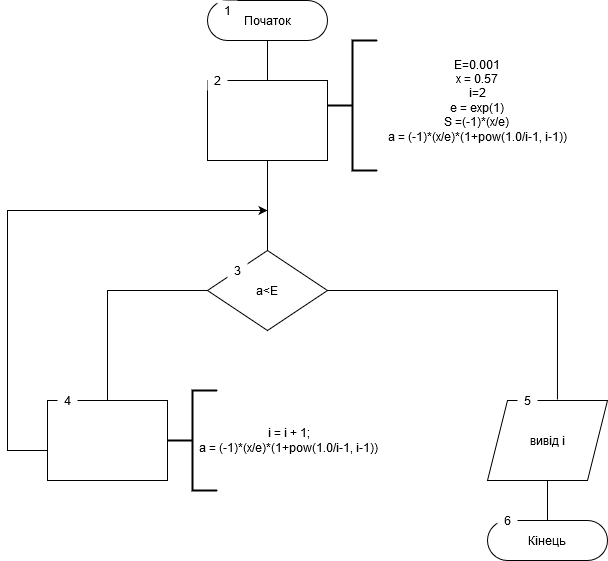 1
Початок
2
E=0.001
x = 0.57
i=2
e = exp(1)
S =(-1)*(x/e)
a = (-1)*(x/e)*(1+pow(1.0/i-1, i-1))
3
a<E
4
i = i + 1;
a = (-1)*(x/e)*(1+pow(1.0/i-1, i-1))
5
вивід i
6
Кінець